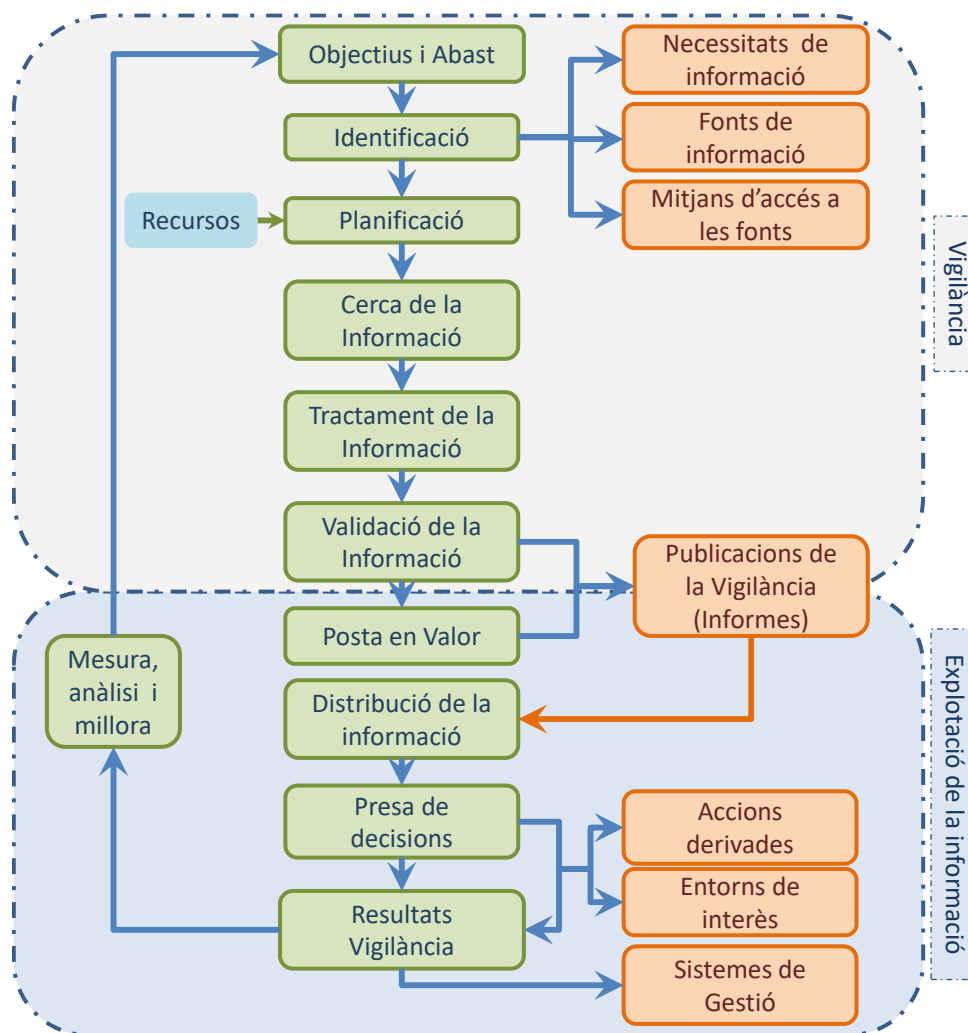 Objectius i Abast
Necessitats de
informació
Identificació
Fonts de
informació
Recursos
Planificació
Mitjans d’accés a
les fonts
Vigilància
Cerca de la
Informació
Tractament de la
Informació
Validació de la
Informació
Publicacions de
la Vigilància
(Informes)
Posta en Valor
Mesura,
anàlisi i
millora
Distribució de la
informació
Explotació de la informació
Presa de
decisions
Accions
derivades
Entorns de
interès
Resultats
Vigilància
Sistemes de
Gestió